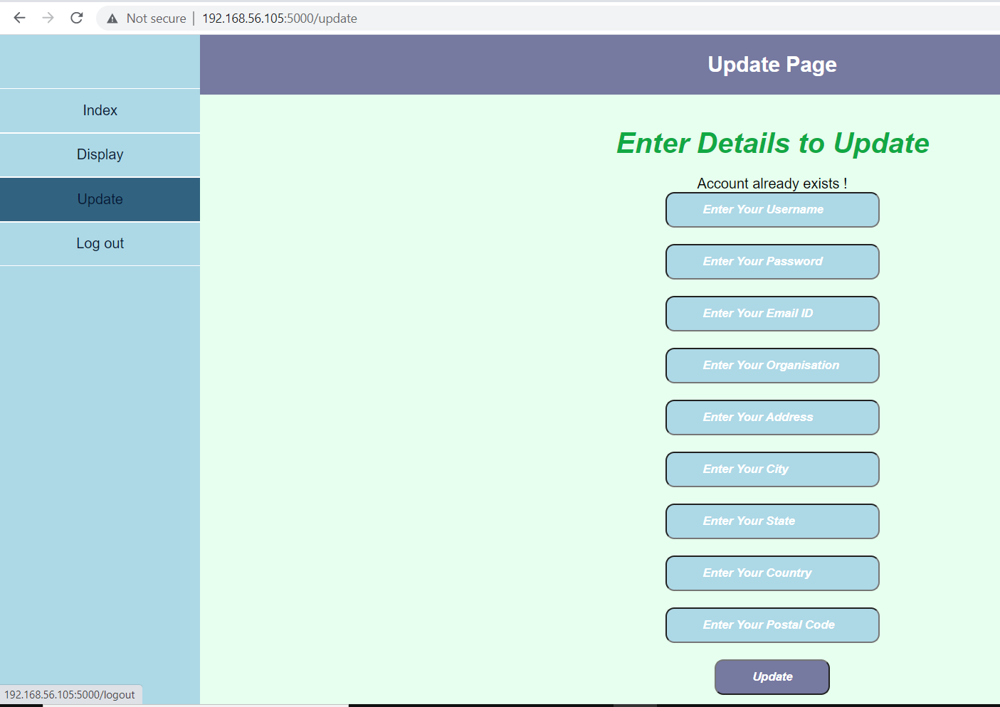 Not secure | 192.168.56.105:5000/update
Update Page
Index
Display
Update
Log out
Enter Details to Update
Account already exists !
Enter Your Username
Enter Your Password
Enter Your Email ID
Enter Your Organisation
Enter Your Address
Enter Your City
Enter Your State
Enter Your Country
Enter Your Postal Code
Update
192.168.56.105:5000/logout